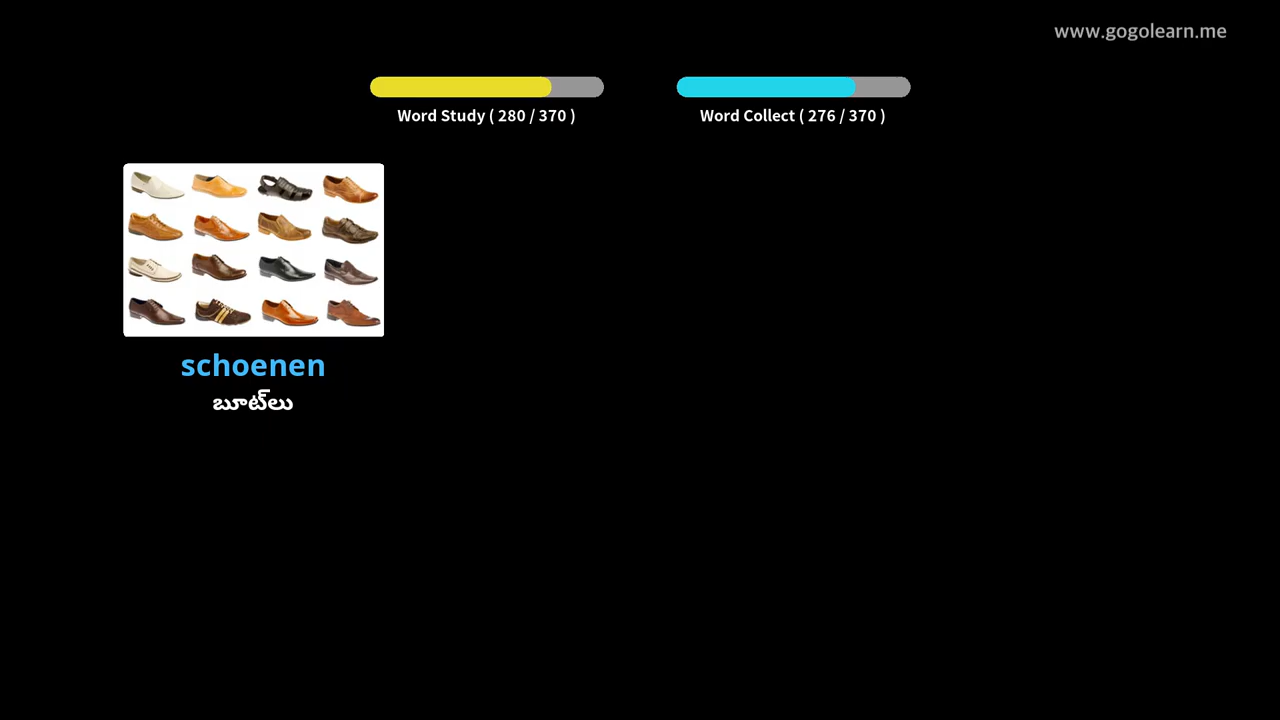 www.gogolearn.me
Word Study ( 280 / 370 )
Word Collect ( 276 / 370 )
schoenen
బూట్‌లు